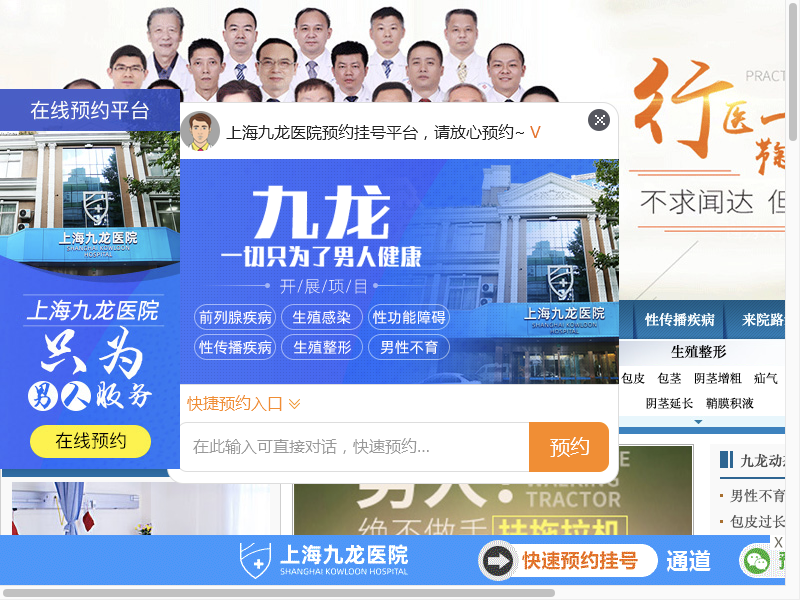 行医一
PRACT
鞠
不求闻达 但
在线预约平台
上海九龙医院
SHANGHAI KOWLOON
HOSPITAL
上海九龙医院
只为
男人服务
在线预约
上海九龙医院预约挂号平台，请放心预约~ V
九龙
一切只为了男人健康
开/展/项/目
前列腺疾病 生殖感染 性功能障碍
性传播疾病 生殖整形 男性不育
上海九龙医院
SHANGHAI KOWLOON
HOSPITAL
快捷预约入口
在此输入可直接对话，快速预约...
预约
性传播疾病 来院路
生殖整形
包皮 包茎 阴茎增粗 疝气
阴茎延长 鞘膜积液
男人：
WALKING
TRACTOR
绝不做手扶拖拉机
九龙动
男性不育
包皮过长
X
上海九龙医院
SHANGHAI KOWLOON HOSPITAL
快速预约挂号 通道